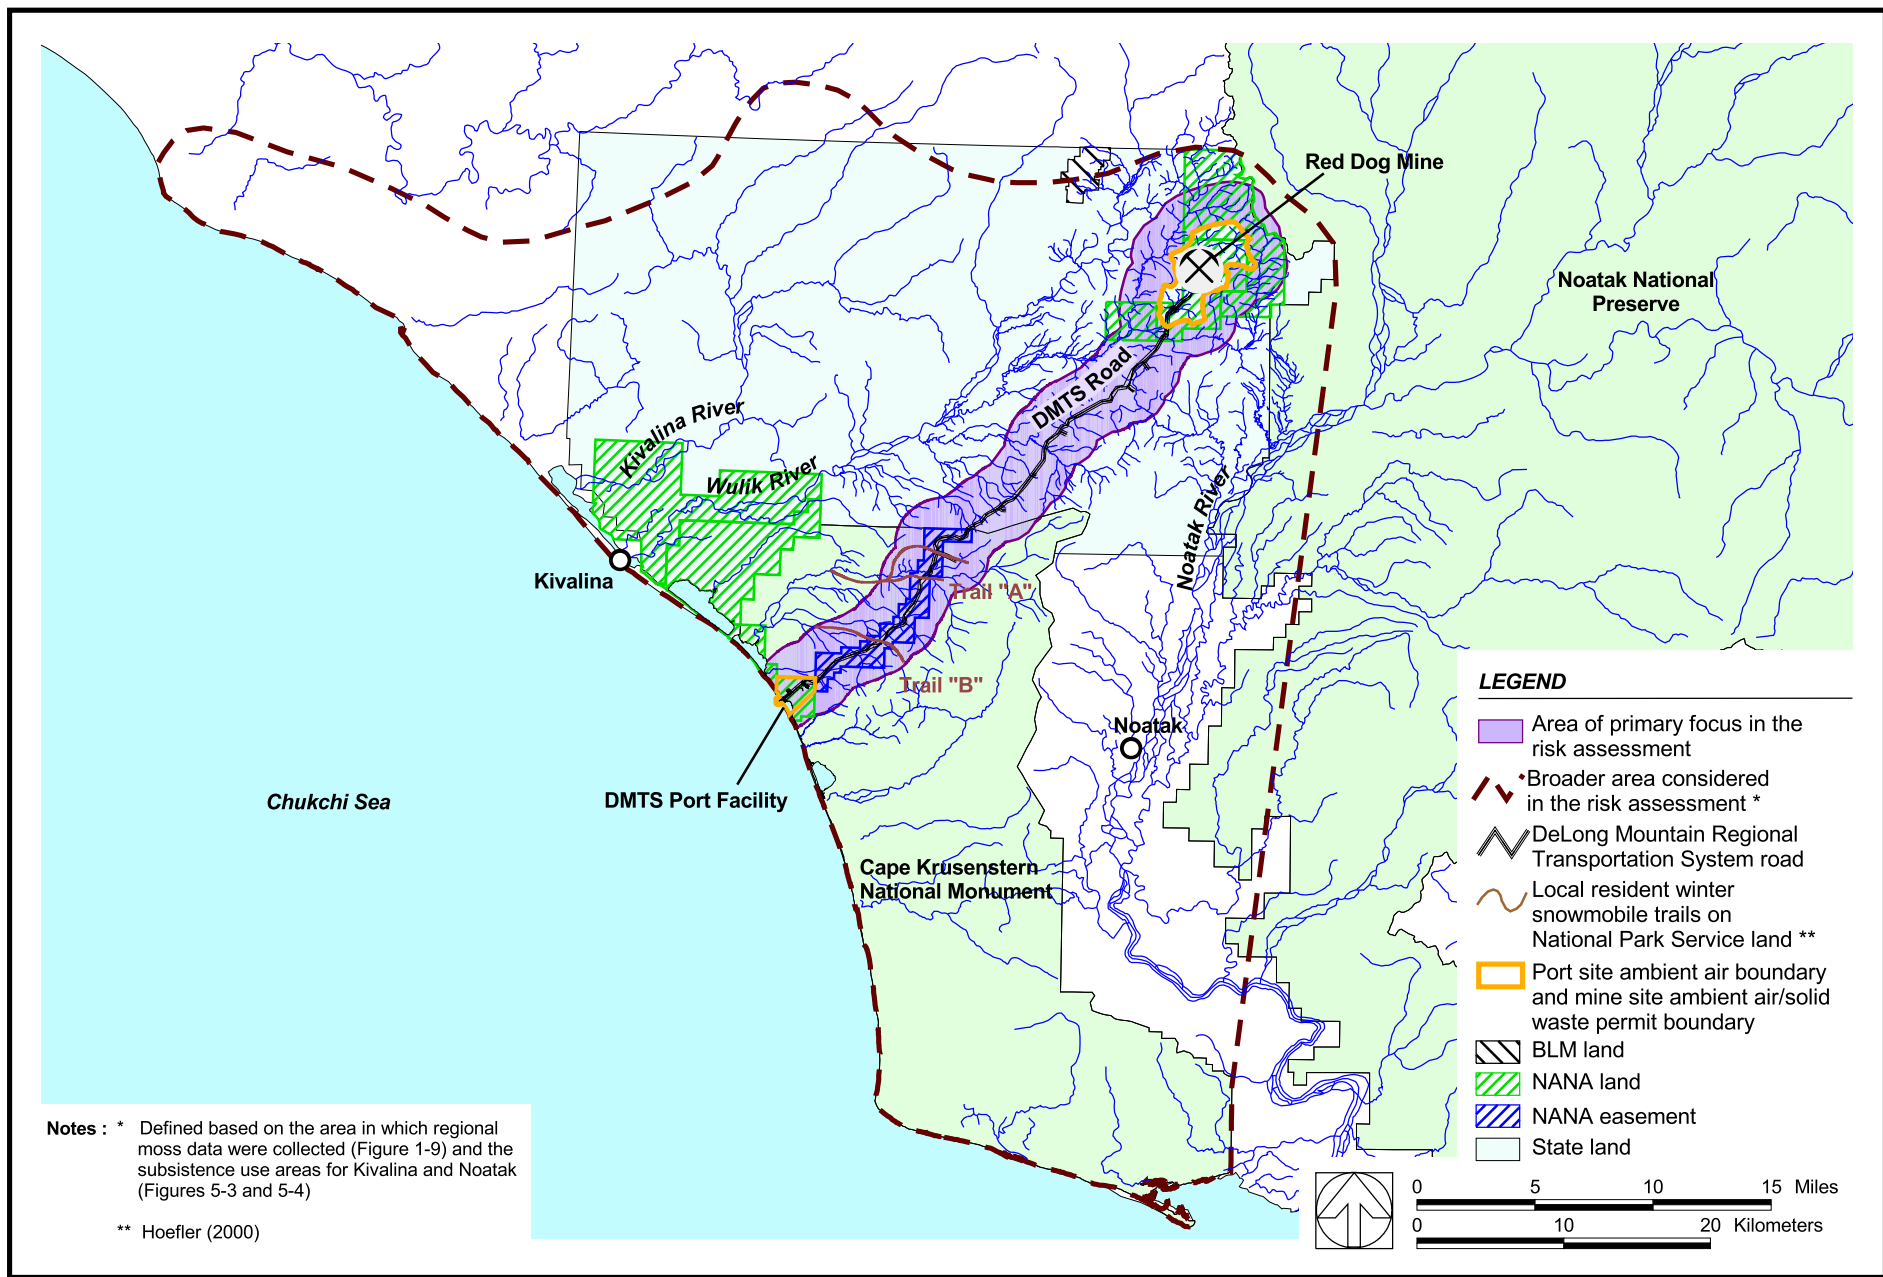 Red Dog Mine
Noatak National
Preserve
DMTS Road
Kivalina River
Wulik River
Noatak River
Kivalina
Trail "A"
Trail "B"
Noatak
Chukchi Sea
DMTS Port Facility
Cape Krusenstern
National Monument
LEGEND
Area of primary focus in the
risk assessment
Broader area considered
in the risk assessment *
DeLong Mountain Regional
Transportation System road
Local resident winter
snowmobile trails on
National Park Service land **
Port site ambient air boundary
and mine site ambient air/solid
waste permit boundary
BLM land
NANA land
NANA easement
State land
Notes : * Defined based on the area in which regional
moss data were collected (Figure 1-9) and the
subsistence use areas for Kivalina and Noatak
(Figures 5-3 and 5-4)
** Hoefler (2000)
0 5 10 15 Miles
0 10 20 Kilometers